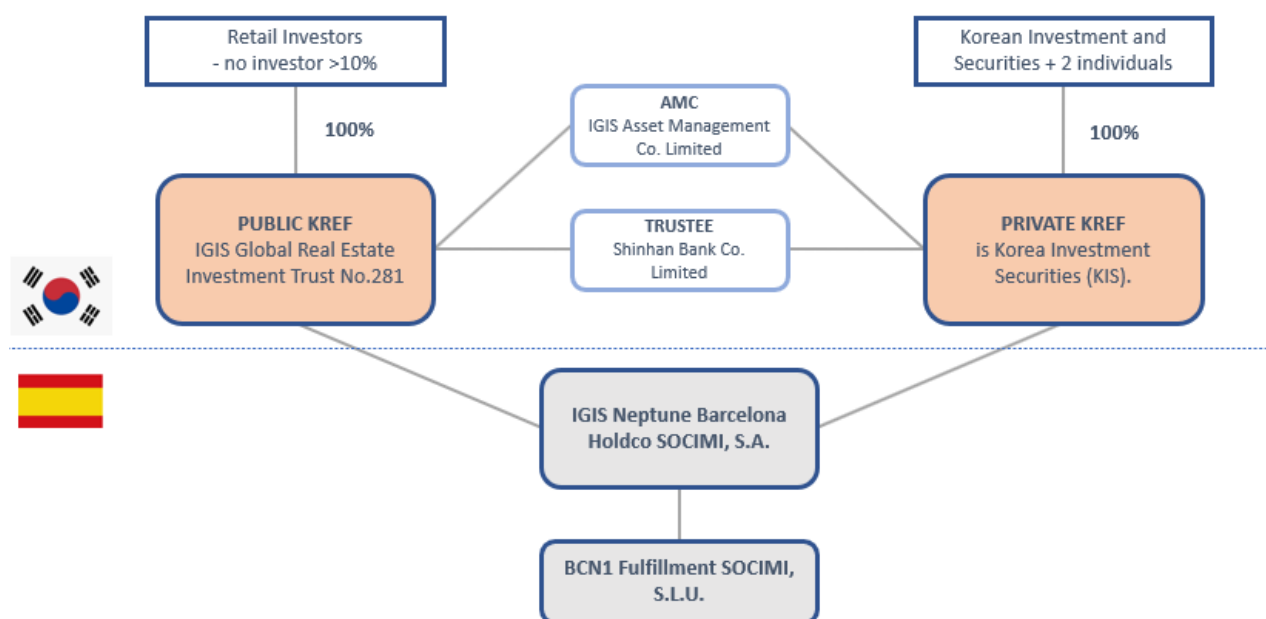 Retail Investors
- no investor >10%
Korean Investment and
Securities + 2 individuals
AMC
IGIS Asset Management
Co. Limited
100%
100%
PUBLIC KREF
IGIS Global Real Estate
Investment Trust No.281
TRUSTEE
Shinhan Bank Co.
Limited
PRIVATE KREF
is Korea Investment
Securities (KIS).
IGIS Neptune Barcelona
Holdco SOCIMI, S.A.
BCN1 Fulfillment SOCIMI,
S.L.U.